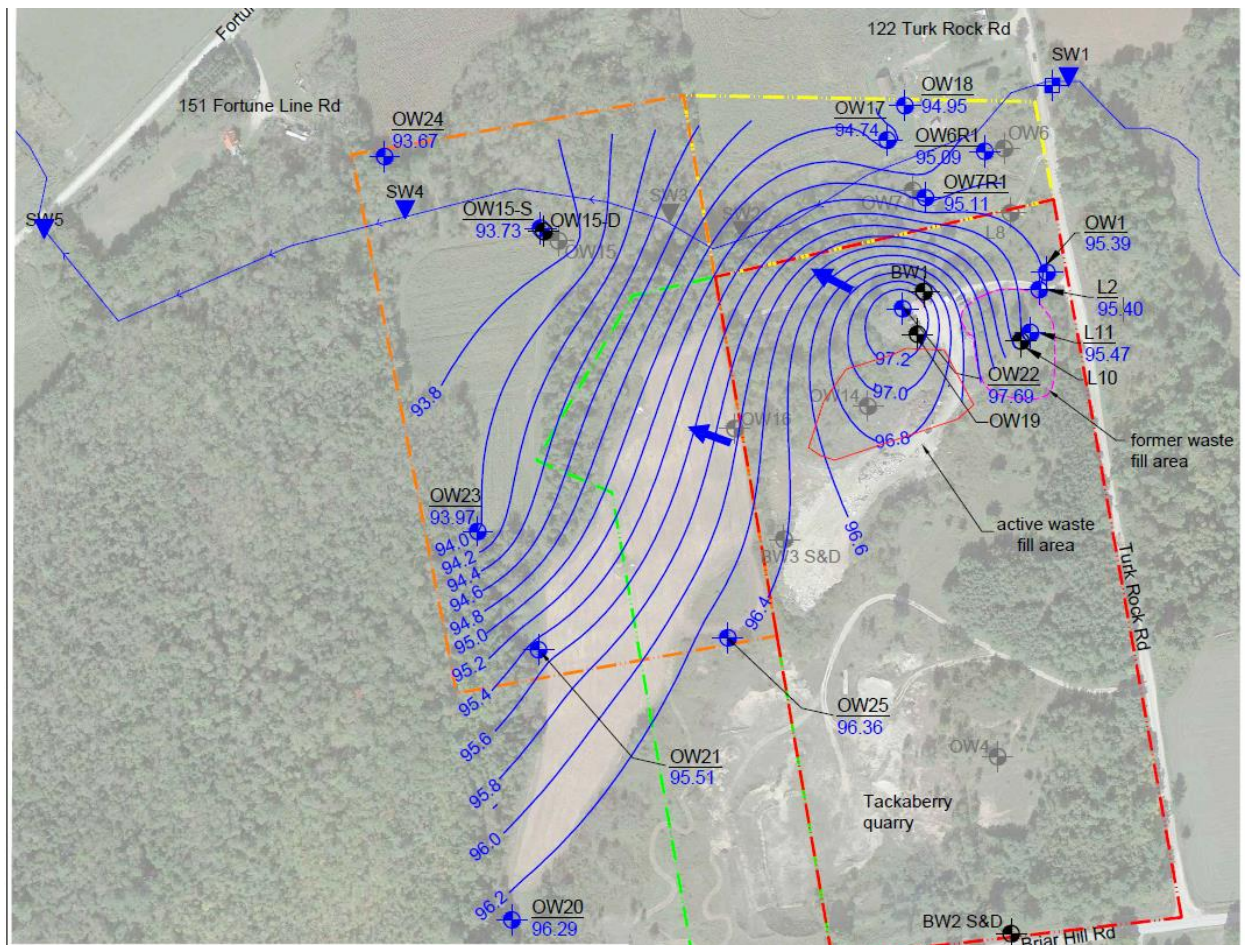 Fortune
122 Turk Rock Rd
SW1
151 Fortune Line Rd
OW24
93.67
OW18
94.95
OW17
94.74
OW6R1
95.09
OW6
OW7R1
95.11
OW7
L8
SW5
SW4
SW3
SW2
OW15-S
93.73
OW15-D
OW15
OW1
95.39
BW1
L2
95.40
L11
95.47
L10
97.2
97.0
96.8
OW22
97.69
OW19
OW14
OW16
former waste
fill area
active waste
fill area
93.8
OW23
93.97
94.0
94.2
94.4
94.6
94.8
95.0
95.2
95.4
95.6
95.8
96.0
96.2
96.6
96.4
BW3 S&D
Turk Rock Rd
OW25
96.36
OW21
95.51
OW4
Tackaberry
quarry
OW20
96.29
BW2 S&D
Briar Hill Rd